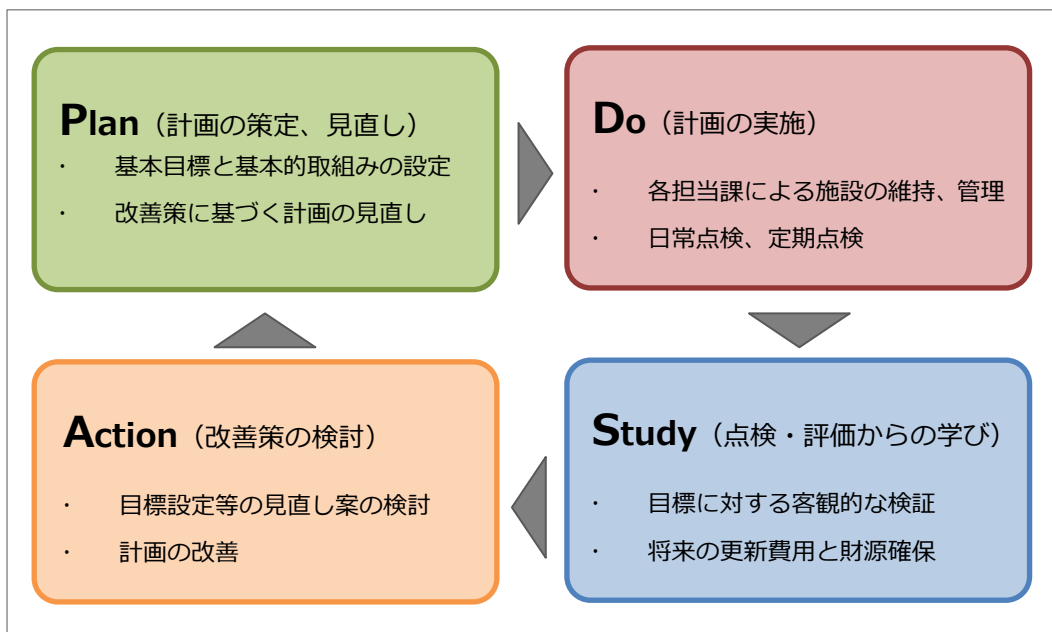 Plan（計画の策定、見直し）
・ 基本目標と基本的取組みの設定
・ 改善策に基づく計画の見直し
Do（計画の実施）
・ 各担当課による施設の維持、管理
・ 日常点検、定期点検
Action（改善策の検討）
・ 目標設定等の見直し案の検討
・ 計画の改善
Study（点検・評価からの学び）
・ 目標に対する客観的な検証
・ 将来の更新費用と財源確保